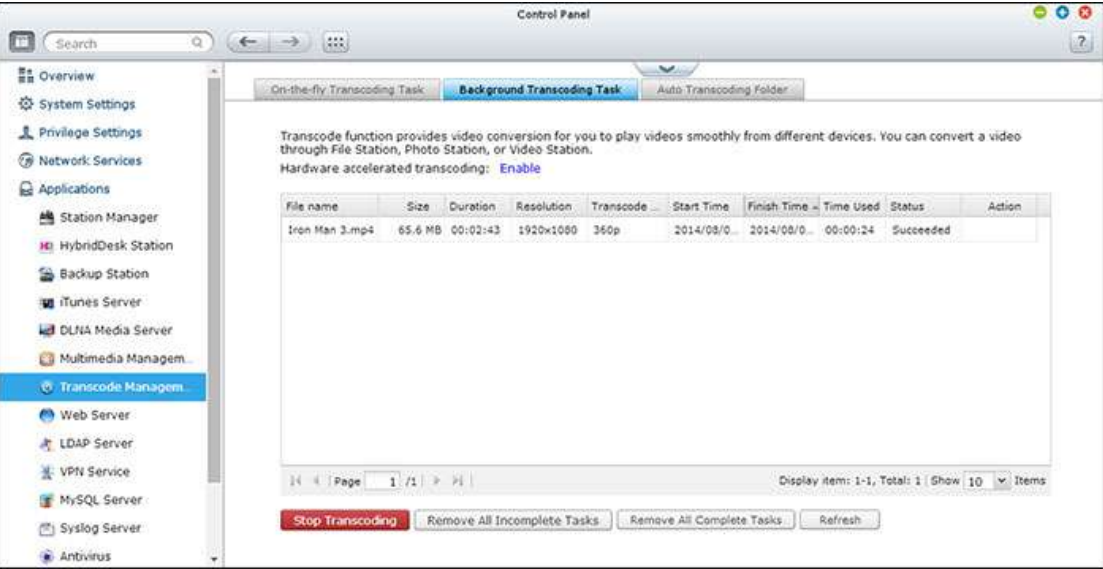 Control Panel
Search
?
Overview
System Settings
Privilege Settings
Network Services
Applications
Station Manager
HybridDesk Station
Backup Station
iTunes Server
DLNA Media Server
Multimedia Managem...
Transcode Managem...
Web Server
LDAP Server
VPN Service
MySQL Server
Syslog Server
Antivirus
On-the-fly Transcoding Task Background Transcoding Task Auto Transcoding Folder
Transcode function provides video conversion for you to play videos smoothly from different devices. You can convert a video
through File Station, Photo Station, or Video Station.
Hardware accelerated transcoding: Enable
File name Size Duration Resolution Transcode ... Start Time Finish Time Time Used Status Action
Iron Man 3.mp4 65.6 MB 00:02:43 1920x1080 360p 2014/08/0... 2014/08/0... 00:00:24 Succeeded
Page 1 /1 Display item: 1-1, Total: 1 Show 10 Items
Stop Transcoding Remove All Incomplete Tasks Remove All Complete Tasks Refresh